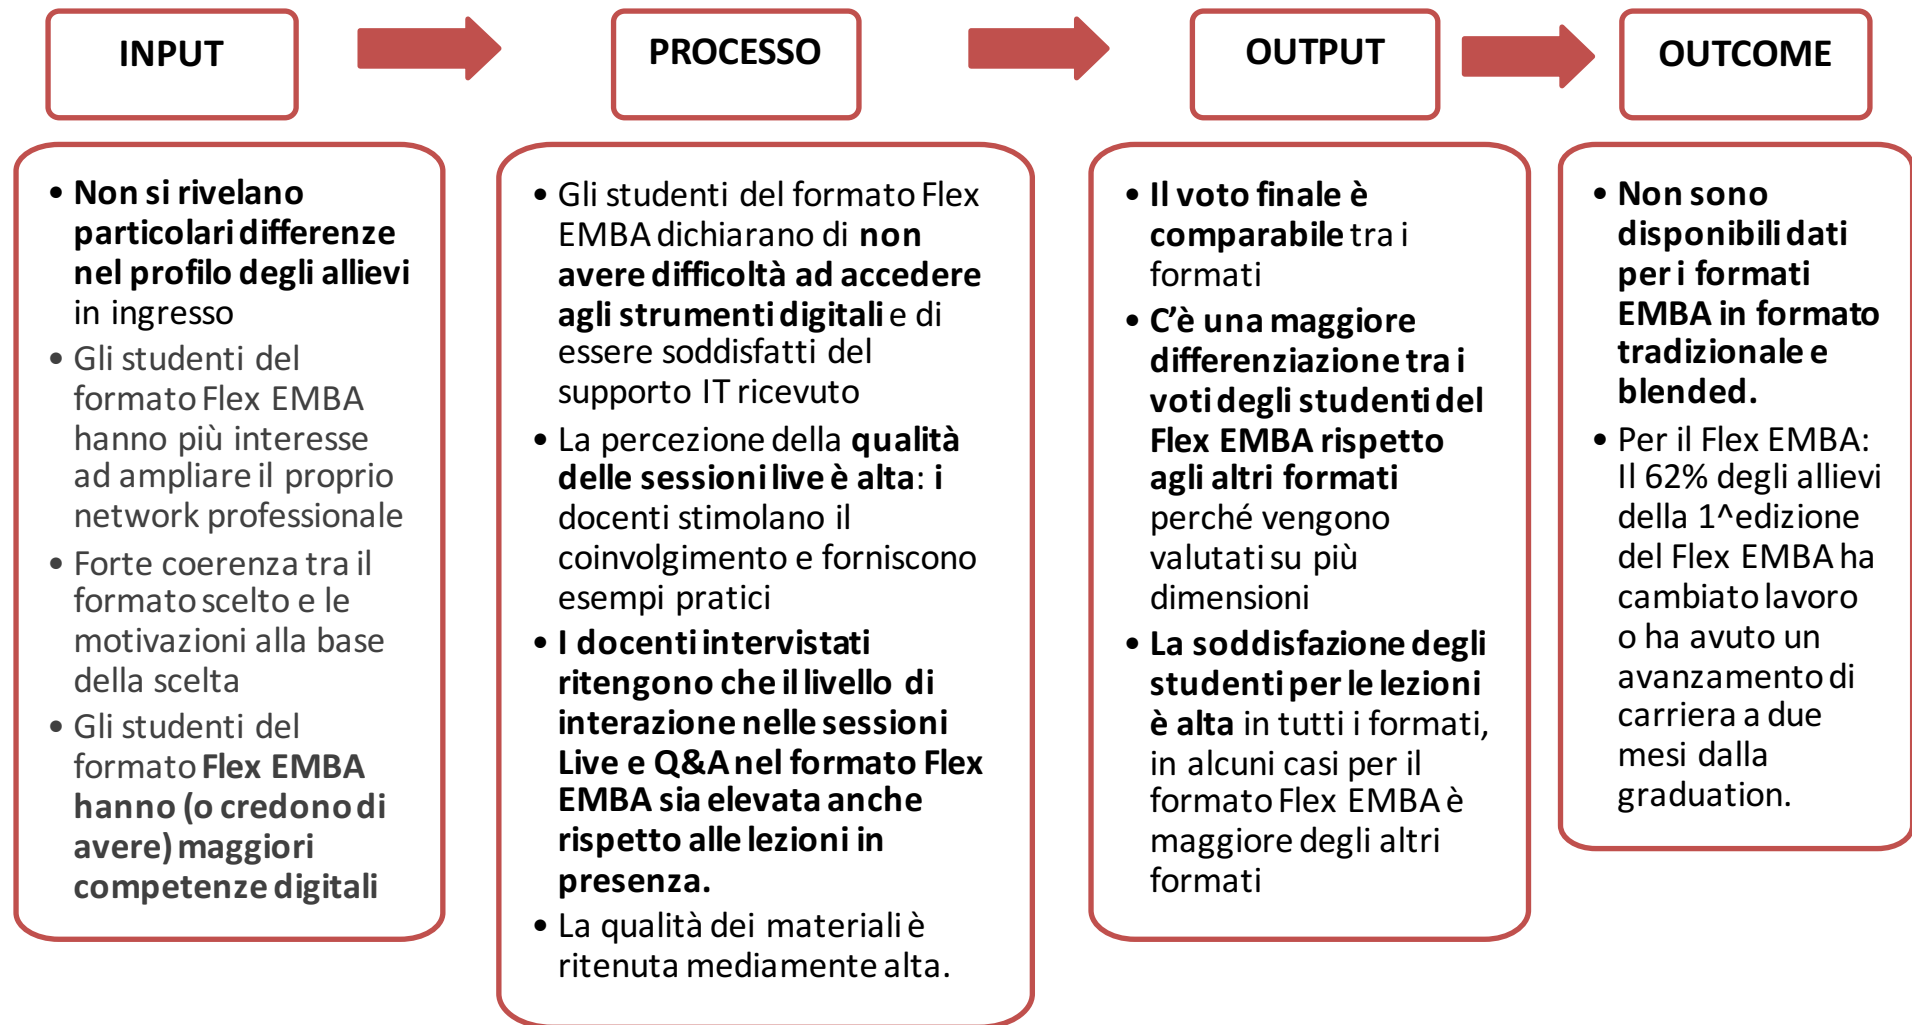 INPUT
PROCESSO
OUTPUT
OUTCOME
• Non si rivelano
particolari differenze
nel profilo degli allievi
in ingresso
• Gli studenti del
formato Flex EMBA
hanno più interesse
ad ampliare il proprio
network professionale
• Forte coerenza tra il
formato scelto e le
motivazioni alla base
della scelta
• Gli studenti del
formato Flex EMBA
hanno (o credono di
avere) maggiori
competenze digitali
• Gli studenti del formato Flex
EMBA dichiarano di non
avere difficoltà ad accedere
agli strumenti digitali e di
essere soddisfatti del
supporto IT ricevuto
• La percezione della qualità
delle sessioni live è alta: i
docenti stimolano il
coinvolgimento e forniscono
esempi pratici
• I docenti intervistati
ritengono che il livello di
interazione nelle sessioni
Live e Q&A nel formato Flex
EMBA sia elevata anche
rispetto alle lezioni in
presenza.
• La qualità dei materiali è
ritenuta mediamente alta.
• Il voto finale è
comparabile tra i
formati
• C'è una maggiore
differenziazione tra i
voti degli studenti del
Flex EMBA rispetto
agli altri formati
perché vengono
valutati su più
dimensioni
• La soddisfazione degli
studenti per le lezioni
è alta in tutti i formati,
in alcuni casi per il
formato Flex EMBA è
maggiore degli altri
formati
• Non sono
disponibili dati
per i formati
EMBA in formato
tradizionale e
blended.
• Per il Flex EMBA:
Il 62% degli allievi
della 1^edizione
del Flex EMBA ha
cambiato lavoro
o ha avuto un
avanzamento di
carriera a due
mesi dalla
graduation.